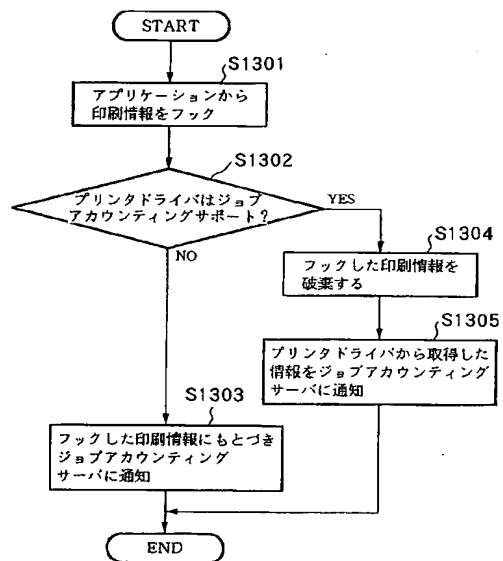 START
S1301
アプリケーションから
印刷情報をフック
S1302
プリンタドライバはジョブ
アカウンティングサポート?
YES
NO
S1304
フックした印刷情報を
破棄する
S1305
プリンタドライバから取得した
情報をジョブアカウンティング
サーバに通知
S1303
フックした印刷情報にもとづき
ジョブアカウンティング
サーバに通知
END